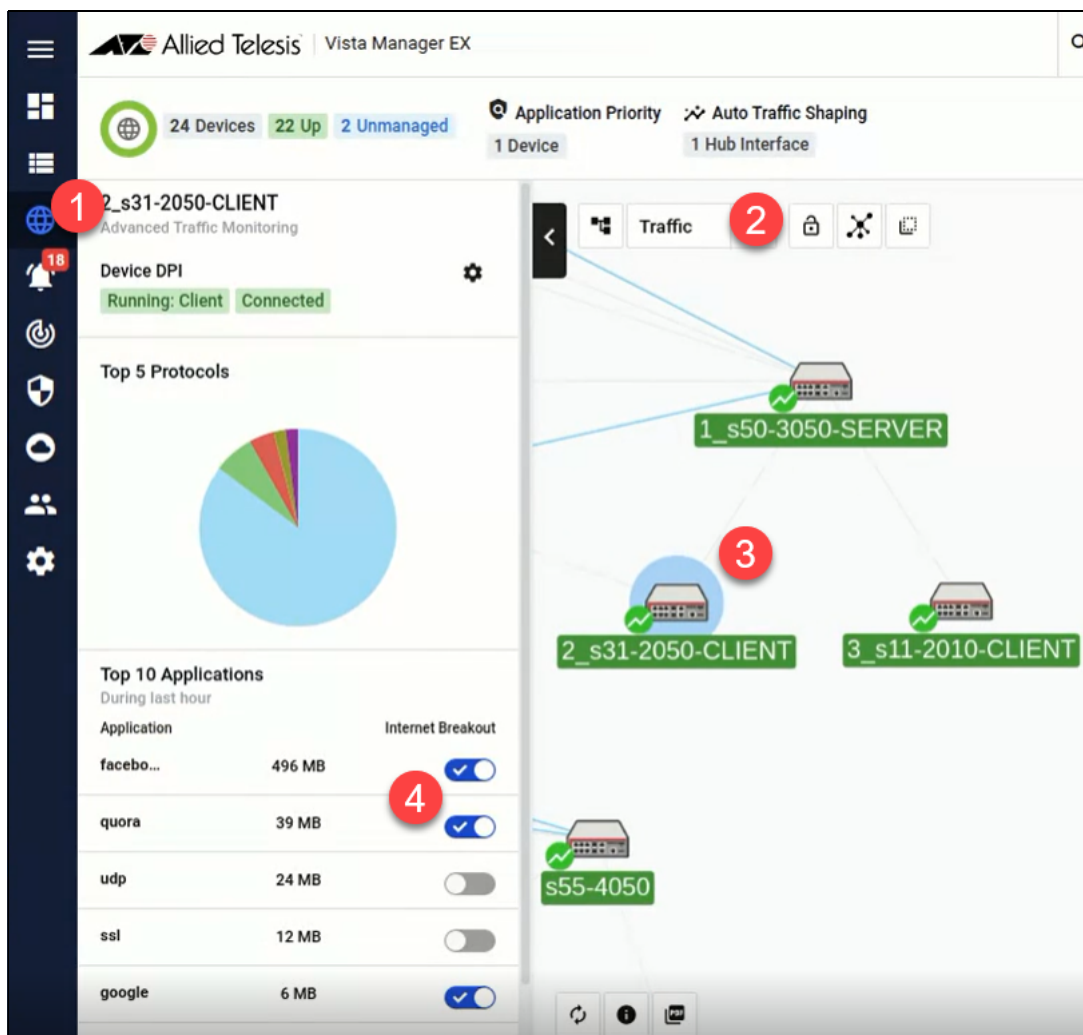 Allied Telesis | Vista Manager EX
24 Devices 22 Up 2 Unmanaged
Application Priority
1 Device
Auto Traffic Shaping
1 Hub Interface
1
2_s31-2050-CLIENT
Advanced Traffic Monitoring
18
Device DPI
Running: Client Connected
Top 5 Protocols
Top 10 Applications
During last hour
Application Internet Breakout
facebo... 496 MB
4
quora 39 MB
udp 24 MB
ssl 12 MB
google 6 MB
Traffic
2
1_s50-3050-SERVER
3
2_s31-2050-CLIENT
3_s11-2010-CLIENT
s55-4050
PDF